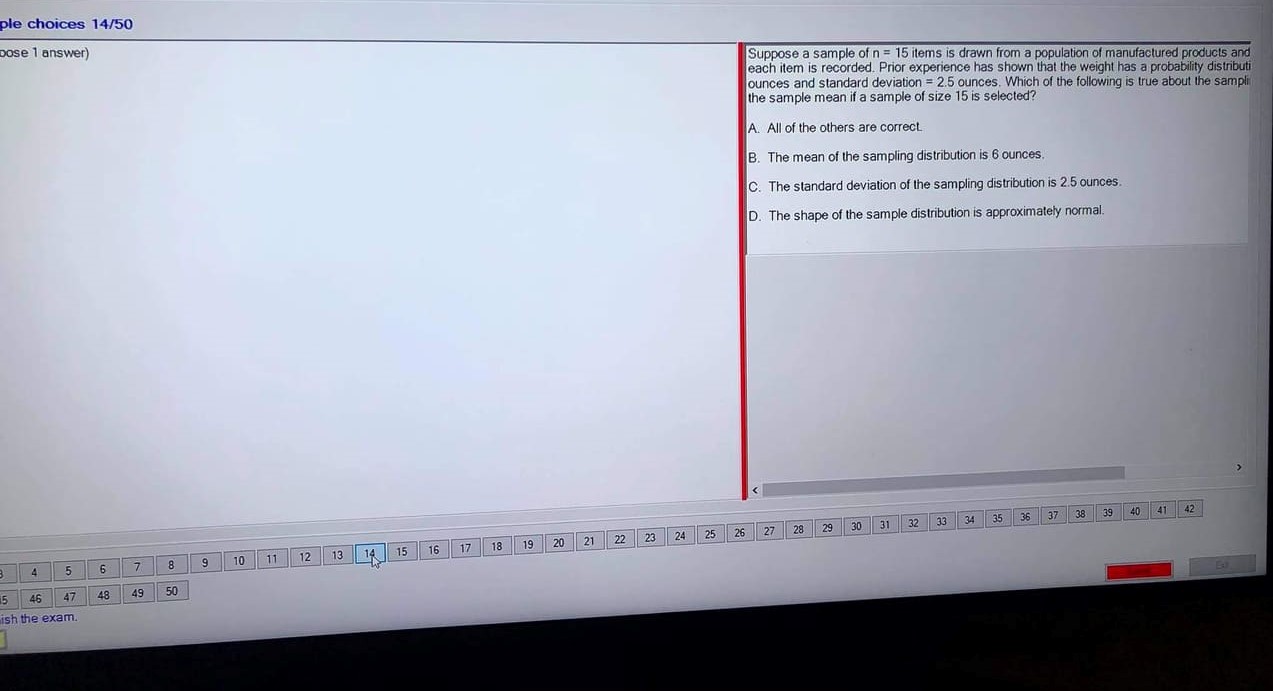 ple choices 14/50
ose 1 answer)
Suppose a sample of n = 15 items is drawn from a population of manufactured products and
each item is recorded. Prior experience has shown that the weight has a probability distributi
ounces and standard deviation = 2.5 ounces. Which of the following is true about the sampli
the sample mean if a sample of size 15 is selected?
A. All of the others are correct.
B. The mean of the sampling distribution is 6 ounces.
C. The standard deviation of the sampling distribution is 2.5 ounces.
D. The shape of the sample distribution is approximately normal.
3 4 5 6 7 8 9 10 11 12 13 14 15 16 17 18 19 20 21 22 23 24 25 26 27 28 29 30 31 32 33 34 35 36 37 38 39 40 41 42
45 46 47 48 49 50
ish the exam.
Exit